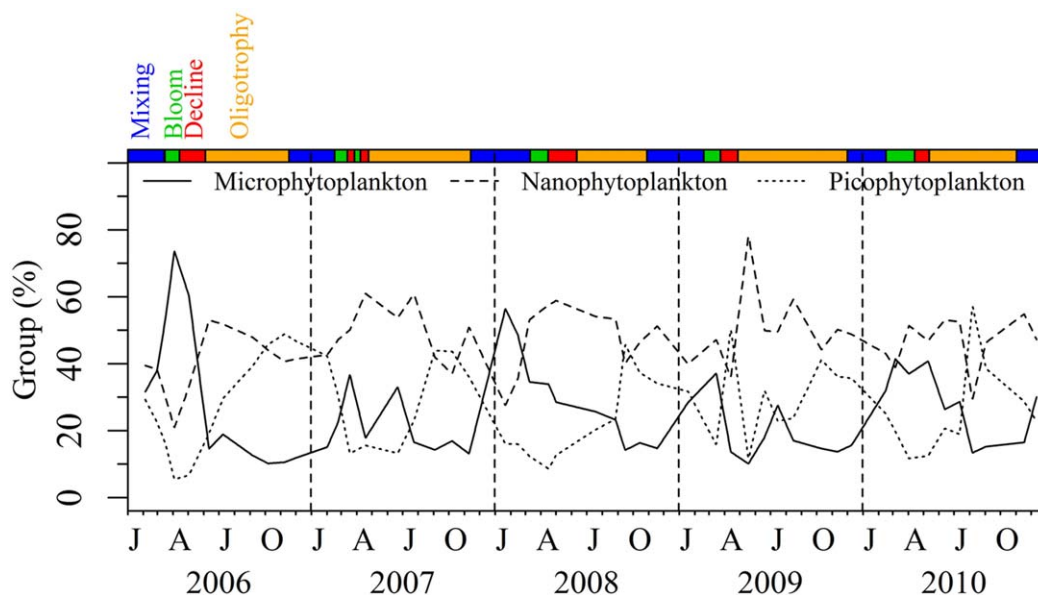 Mixing
Bloom
Decline
Oligotrophy
Microphytoplankton Nanophytoplankton Picophytoplankton
Group (%)
80
60
40
20
0
J A J O J A J O J A J O J A J O J A J O
2006 2007 2008 2009 2010